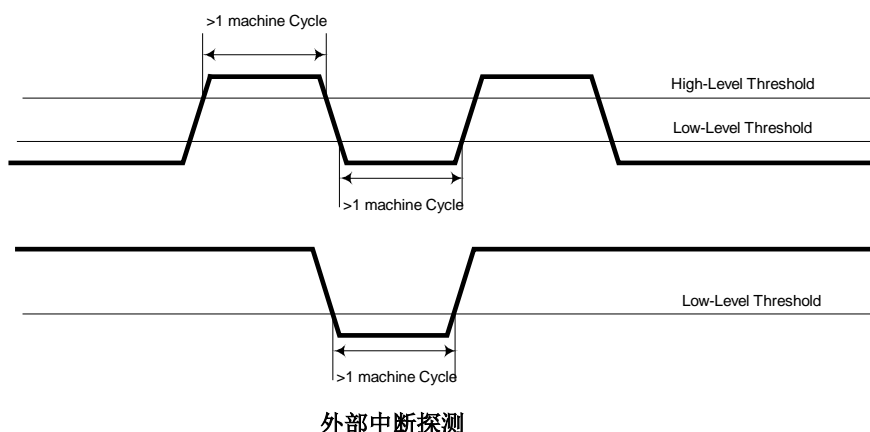 >1 machine Cycle
High-Level Threshold
Low-Level Threshold
>1 machine Cycle
Low-Level Threshold
>1 machine Cycle
外部中断探测